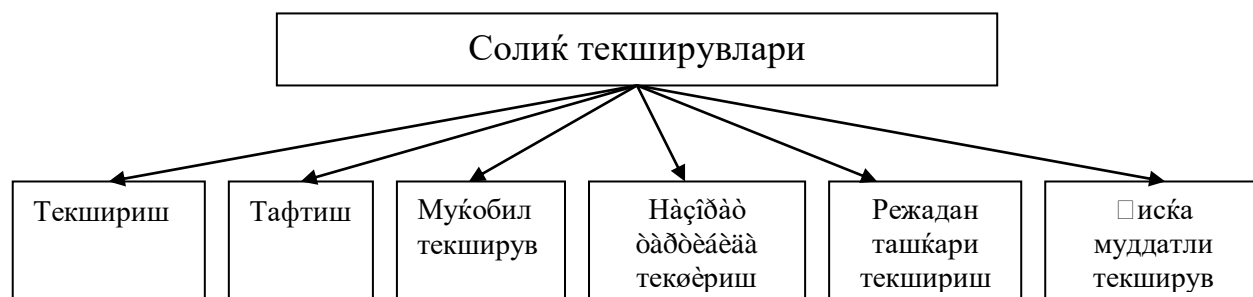 Солиќ текширувлари
Текшириш
Тафтиш
Муќобил
текширув
Нàçîðàò
òàðòèáèäà
текøèриш
Режадан
ташќари
текшириш
□исќа
муддатли
текширув